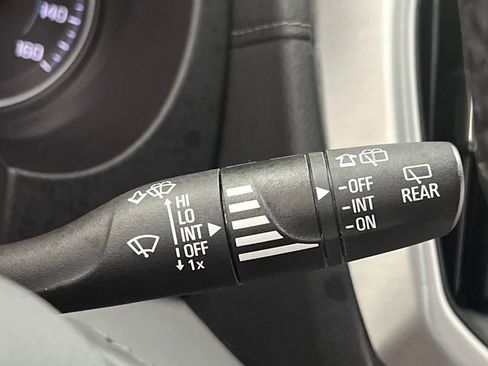 140
160
HI
LO
INT
OFF
1x
-OFF
-INT
-ON
REAR